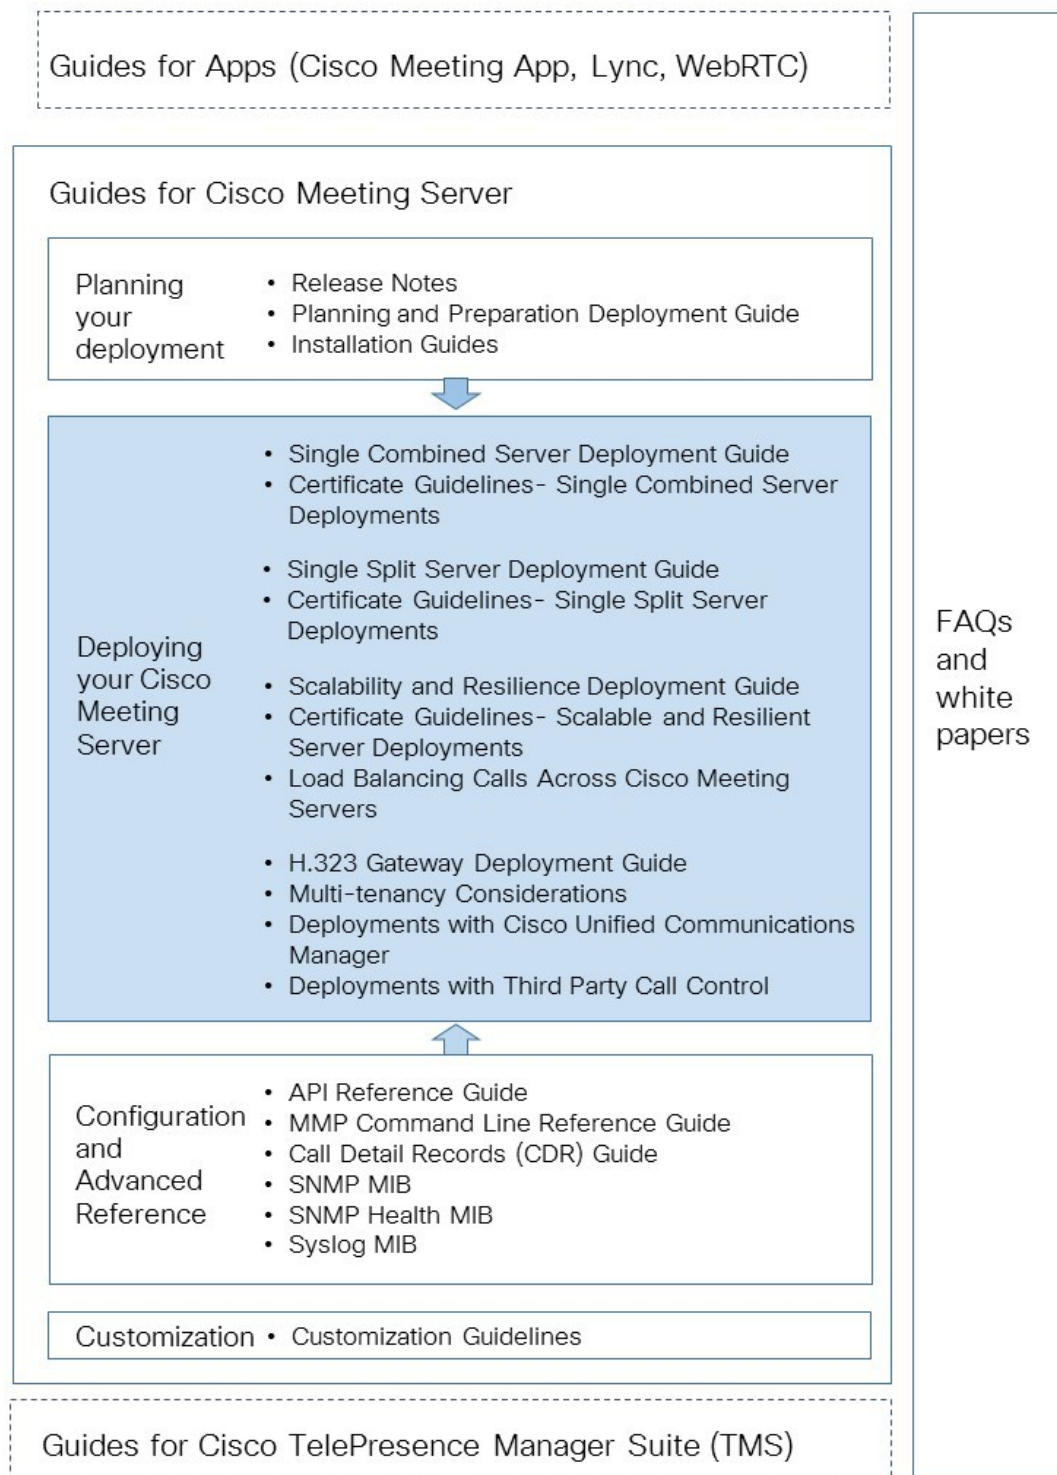 Guides for Apps (Cisco Meeting App, Lync, WebRTC)
Guides for Cisco Meeting Server
Planning
your
deployment
• Release Notes
• Planning and Preparation Deployment Guide
• Installation Guides
Deploying
your Cisco
Meeting
Server
• Single Combined Server Deployment Guide
• Certificate Guidelines- Single Combined Server
Deployments
• Single Split Server Deployment Guide
• Certificate Guidelines- Single Split Server
Deployments
• Scalability and Resilience Deployment Guide
• Certificate Guidelines- Scalable and Resilient
Server Deployments
• Load Balancing Calls Across Cisco Meeting
Servers
• H.323 Gateway Deployment Guide
• Multi-tenancy Considerations
• Deployments with Cisco Unified Communications
Manager
• Deployments with Third Party Call Control
Configuration
and
Advanced
Reference
• API Reference Guide
• MMP Command Line Reference Guide
• Call Detail Records (CDR) Guide
• SNMP MIB
• SNMP Health MIB
• Syslog MIB
Customization • Customization Guidelines
Guides for Cisco TelePresence Manager Suite (TMS)
FAQs
and
white
papers